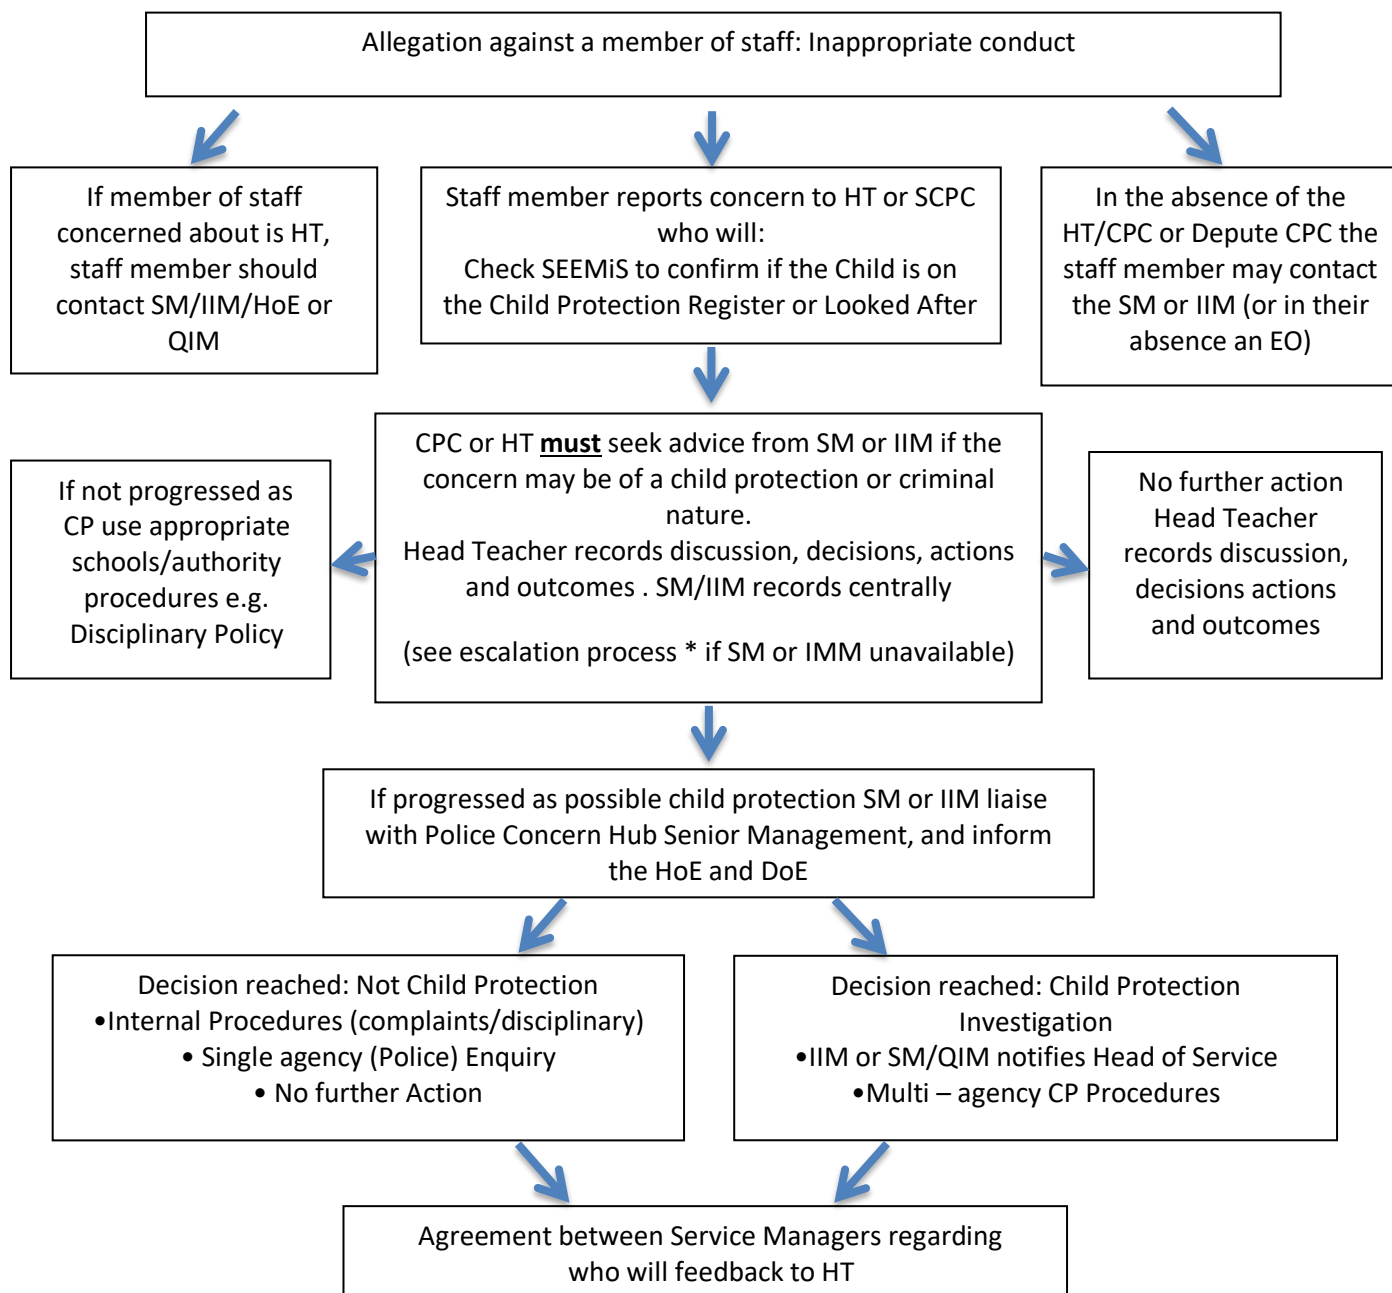 Allegation against a member of staff: Inappropriate conduct
If member of staff
concerned about is HT,
staff member should
contact SM/IIM/HoE or
QIM
Staff member reports concern to HT or SCPC
who will:
Check SEEMiS to confirm if the Child is on
the Child Protection Register or Looked After
In the absence of the
HT/CPC or Depute CPC the
staff member may contact
the SM or IIM (or in their
absence an EO)
If not progressed as
CP use appropriate
schools/authority
procedures e.g.
Disciplinary Policy
CPC or HT must seek advice from SM or IIM if the
concern may be of a child protection or criminal
nature.
Head Teacher records discussion, decisions, actions
and outcomes . SM/IIM records centrally
(see escalation process * if SM or IMM unavailable)
No further action
Head Teacher
records discussion,
decisions actions
and outcomes
If progressed as possible child protection SM or IIM liaise
with Police Concern Hub Senior Management, and inform
the HoE and DoE
Decision reached: Not Child Protection
•Internal Procedures (complaints/disciplinary)
• Single agency (Police) Enquiry
• No further Action
Decision reached: Child Protection
Investigation
•IIM or SM/QIM notifies Head of Service
•Multi – agency CP Procedures
Agreement between Service Managers regarding
who will feedback to HT